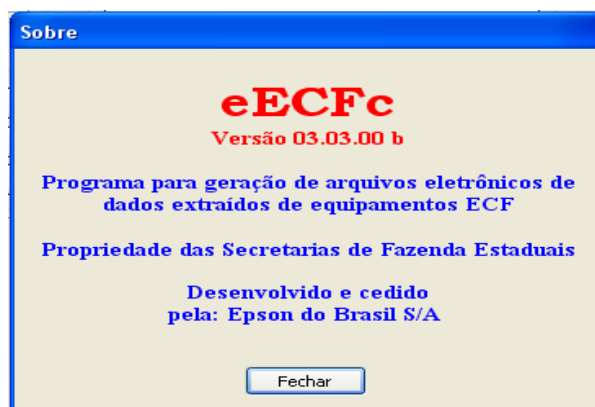 Sobre
eECFc
Versão 03.03.00 b
Programa para geração de arquivos eletrônicos de
dados extraídos de equipamentos ECF
Propriedade das Secretarias de Fazenda Estaduais
Desenvolvido e cedido
pela: Epson do Brasil S/A
Fechar